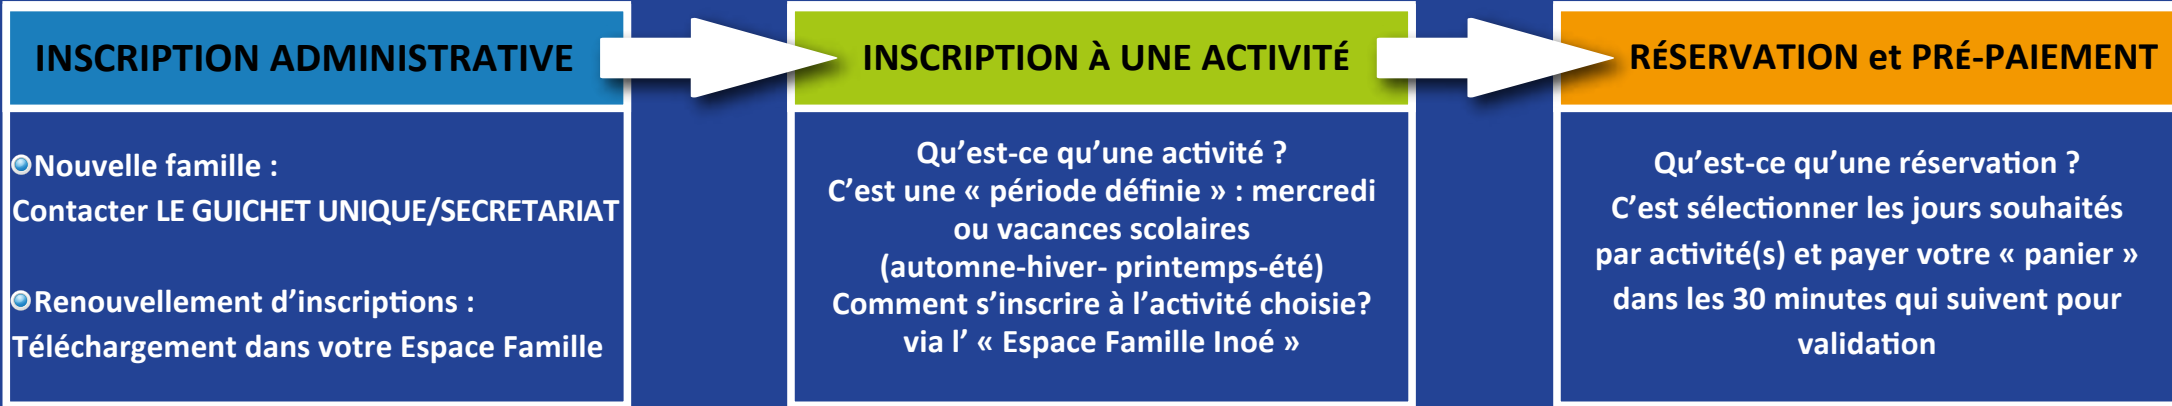 INSCRIPTION ADMINISTRATIVE
Nouvelle famille :
Contacter LE GUICHET UNIQUE/SECRETARIAT
Renouvellement d’inscriptions :
Téléchargement dans votre Espace Famille
INSCRIPTION À UNE ACTIVITÉ
Qu’est-ce qu’une activité ?
C’est une « période définie » : mercredi
ou vacances scolaires
(automne-hiver- printemps-été)
Comment s’inscrire à l’activité choisie?
via l’ « Espace Famille Inoé »
RÉSERVATION et PRÉ-PAIEMENT
Qu’est-ce qu’une réservation ?
C’est sélectionner les jours souhaités
par activité(s) et payer votre « panier »
dans les 30 minutes qui suivent pour
validation